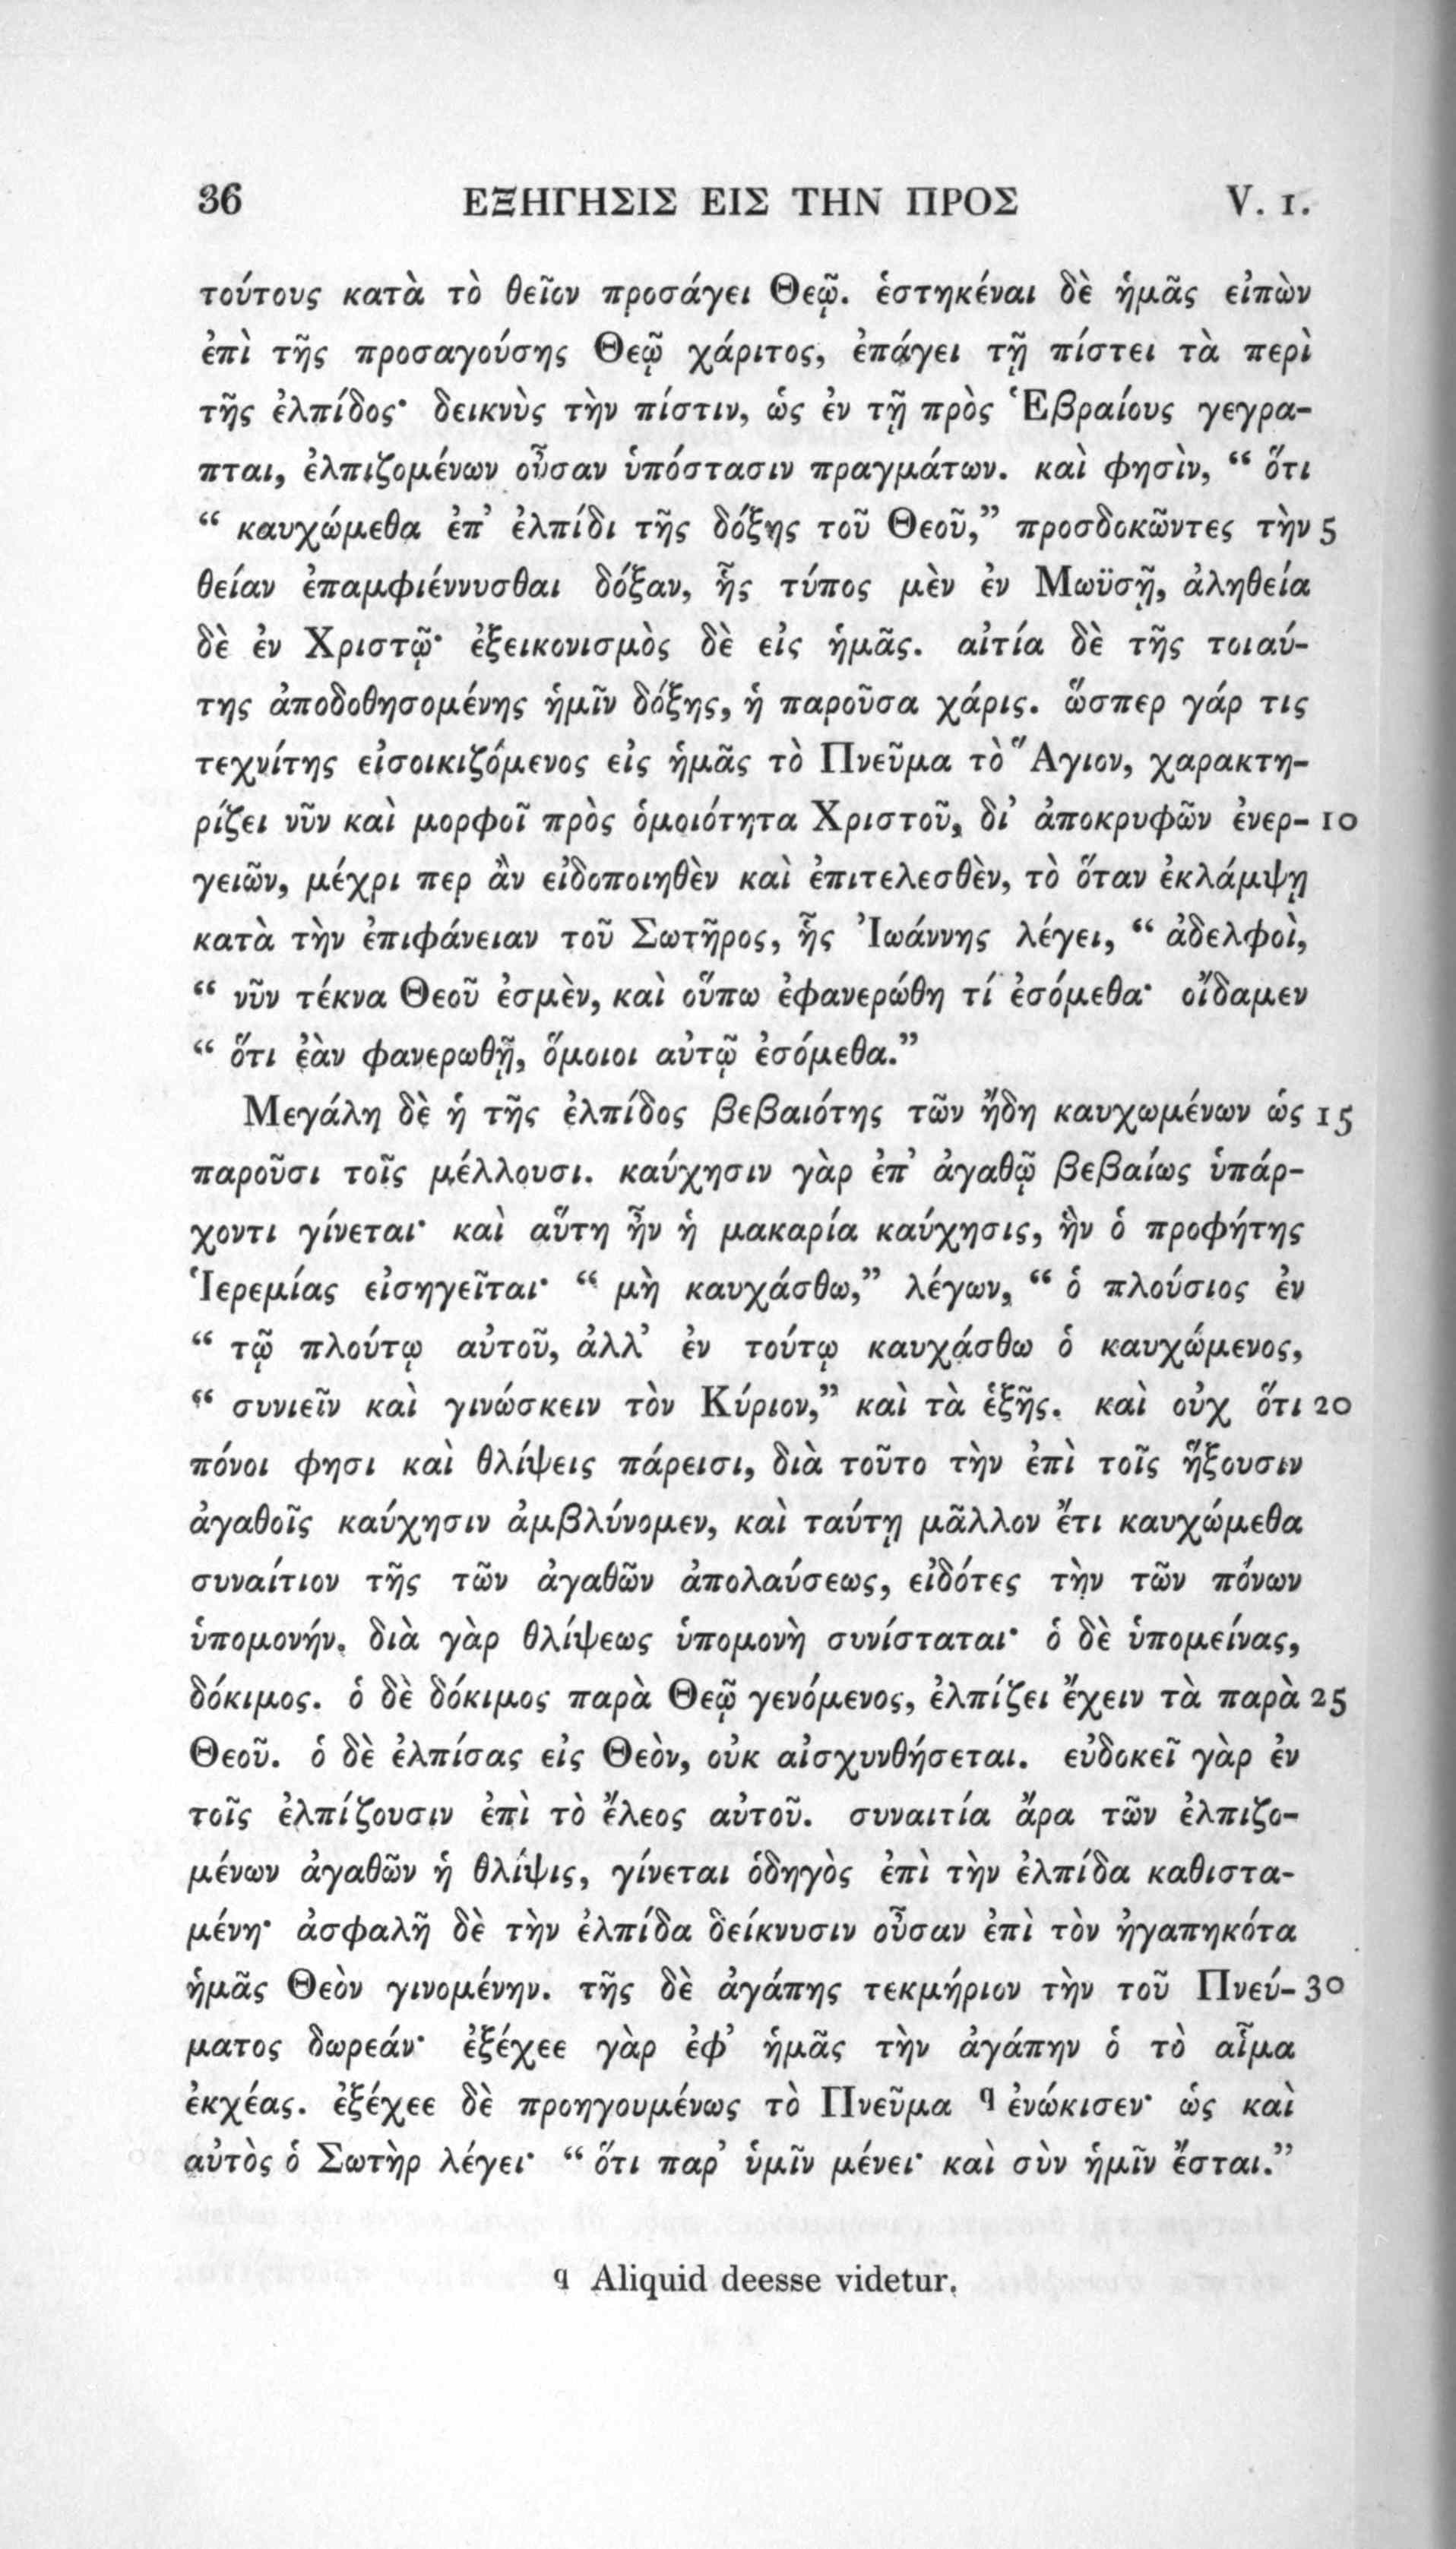 36 ΕΞΗΓΗΣΙΣ ΕΙΣ ΤΗΝ ΠΡΟΣ V. 1.
τούτους κατὰ τὸ θεῖον προσάγει Θεῷ. ἑστηκέναι δὲ ἡμᾶς εἰπὼν
ἐπὶ τῆς προσαγούσης Θεῷ χάριτος, ἐπάγει τῇ πίστει τὰ περὶ
τῆς ἐλπίδος· δεικνὺς τὴν πίστιν, ὡς ἐν τῇ πρὸς Ἑβραίους γεγρα-
πται, ἐλπιζομένων οὖσαν ὑπόστασιν πραγμάτων. καὶ φησὶν, “ ὅτι
“ καυχώμεθα ἐπ’ ἐλπίδι τῆς δόξης τοῦ Θεοῦ,” προσδοκῶντες τὴν 5
θείαν ἐπαμφιέννυσθαι δόξαν, ἧς τύπος μὲν ἐν Μωϋσῇ, ἀληθεία
δὲ ἐν Χριστῷ· ἐξεικονισμὸς δὲ εἰς ἡμᾶς. αἰτία δὲ τῆς τοιαύ-
της ἀποδοθησομένης ἡμῖν δόξης, ἡ παροῦσα χάρις. ὥσπερ γάρ τις
τεχνίτης εἰσοικιζόμενος εἰς ἡμᾶς τὸ Πνεῦμα τὸ Ἅγιον, χαρακτη-
ρίζει νῦν καὶ μορφοῖ πρὸς ὁμοιότητα Χριστοῦ, δι’ ἀποκρυφῶν ἐνερ- 10
γειῶν, μέχρι περ ἂν εἰδοποιηθὲν καὶ ἐπιτελεσθὲν, τὸ ὅταν ἐκλάμψῃ
κατὰ τὴν ἐπιφάνειαν τοῦ Σωτῆρος, ἧς Ἰωάννης λέγει, “ ἀδελφοὶ,
“ νῦν τέκνα Θεοῦ ἐσμὲν, καὶ οὔπω ἐφανερώθη τί ἐσόμεθα· οἴδαμεν
“ ὅτι ἐὰν φανερωθῇ, ὅμοιοι αὐτῷ ἐσόμεθα.”
Μεγάλη δὲ ἡ τῆς ἐλπίδος βεβαιότης τῶν ἤδη καυχωμένων ὡς 15
παροῦσι τοῖς μέλλουσι. καύχησιν γὰρ ἐπ’ ἀγαθῷ βεβαίως ὑπάρ-
χοντι γίνεται· καὶ αὕτη ἦν ἡ μακαρία καύχησις, ἣν ὁ προφήτης
Ἱερεμίας εἰσηγεῖται· “ μὴ καυχάσθω,” λέγων, “ ὁ πλούσιος ἐν
“ τῷ πλούτῳ αὐτοῦ, ἀλλ’ ἐν τούτῳ καυχάσθω ὁ καυχώμενος,
“ συνιεῖν καὶ γινώσκειν τὸν Κύριον,” καὶ τὰ ἑξῆς. καὶ οὐχ ὅτι 20
πόνοι φησι καὶ θλίψεις πάρεισι, διὰ τοῦτο τὴν ἐπὶ τοῖς ἥξουσιν
ἀγαθοῖς καύχησιν ἀμβλύνομεν, καὶ ταύτῃ μᾶλλον ἔτι καυχώμεθα
συναίτιον τῆς τῶν ἀγαθῶν ἀπολαύσεως, εἰδότες τὴν τῶν πόνων
ὑπομονήν. διὰ γὰρ θλίψεως ὑπομονὴ συνίσταται· ὁ δὲ ὑπομείνας,
δόκιμος. ὁ δὲ δόκιμος παρὰ Θεῷ γενόμενος, ἐλπίζει ἔχειν τὰ παρὰ 25
Θεοῦ. ὁ δὲ ἐλπίσας εἰς Θεὸν, οὐκ αἰσχυνθήσεται. εὐδοκεῖ γὰρ ἐν
τοῖς ἐλπίζουσιν ἐπὶ τὸ ἔλεος αὐτοῦ. συναιτία ἄρα τῶν ἐλπιζο-
μένων ἀγαθῶν ἡ θλίψις, γίνεται ὁδηγὸς ἐπὶ τὴν ἐλπίδα καθιστα-
μένη· ἀσφαλῆ δὲ τὴν ἐλπίδα δείκνυσιν οὖσαν ἐπὶ τὸν ἠγαπηκότα
ἡμᾶς Θεὸν γινομένην. τῆς δὲ ἀγάπης τεκμήριον τὴν τοῦ Πνεύ- 30
ματος δωρεάν· ἐξέχεε γὰρ ἐφ’ ἡμᾶς τὴν ἀγάπην ὁ τὸ αἷμα
ἐκχέας. ἐξέχεε δὲ προηγουμένως τὸ Πνεῦμα q ἐνώκισεν· ὡς καὶ
αὐτὸς ὁ Σωτὴρ λέγει· “ ὅτι παρ’ ὑμῖν μένει· καὶ σὺν ἡμῖν ἔσται.”
q Aliquid deesse videtur.